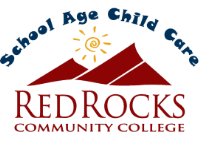 School Age Child Care
RED ROCKS
COMMUNITY COLLEGE